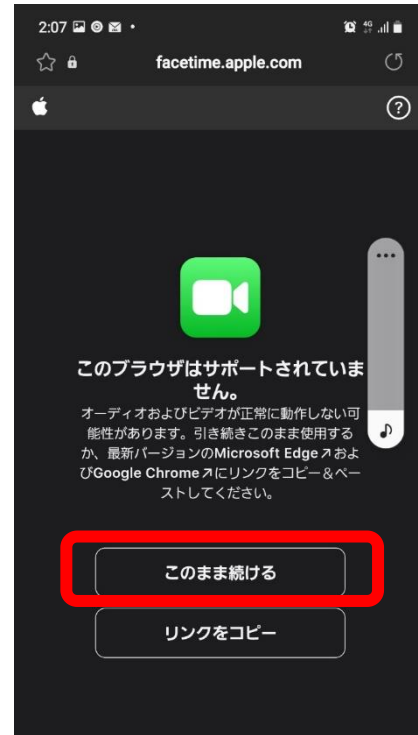 2:07
4G
facetime.apple.com
このブラウザはサポートされていま
せん。
オーディオおよびビデオが正常に動作しない可
能性があります。引き続きこのまま使用する
か、最新バージョンのMicrosoft Edge↗およ
びGoogle Chrome↗にリンクをコピー＆ペー
ストしてください。
このまま続ける
リンクをコピー